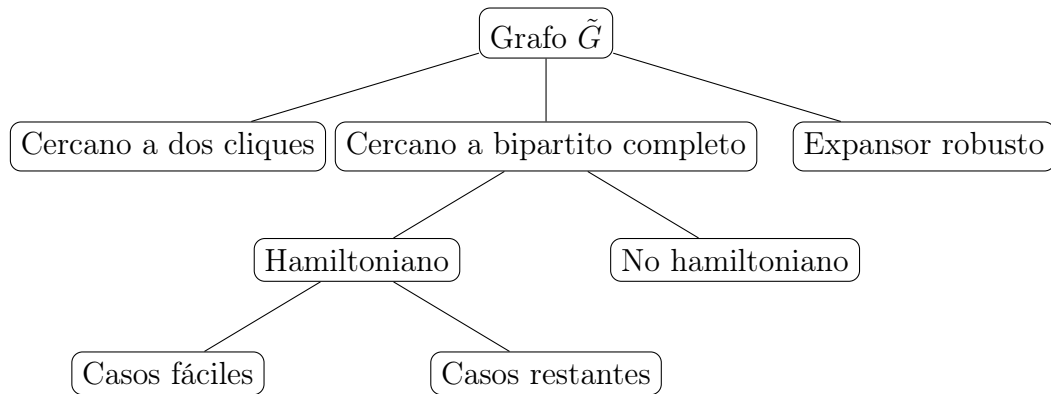 Grafo G̃
Cercano a dos cliques
Cercano a bipartito completo
Expansor robusto
Hamiltoniano
No hamiltoniano
Casos fáciles
Casos restantes